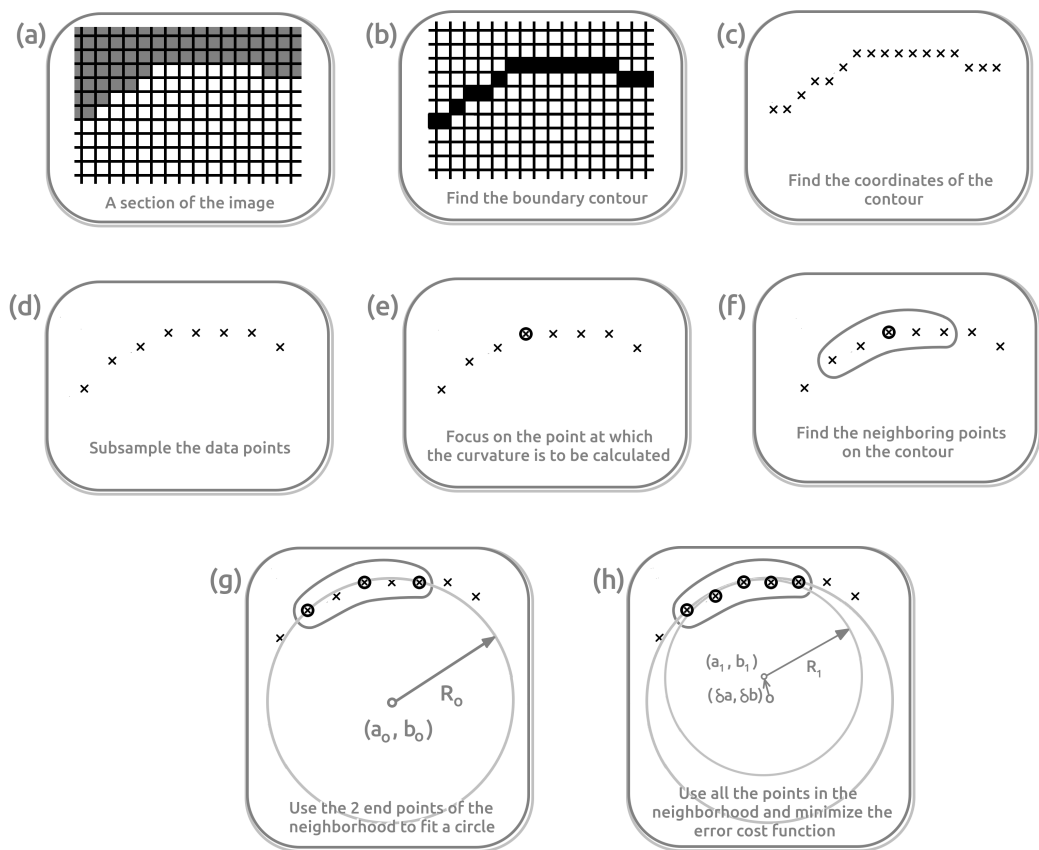 (a)
A section of the image
(b)
Find the boundary contour
(c)
Find the coordinates of the
contour
(d)
Subsample the data points
(e)
Focus on the point at which
the curvature is to be calculated
(f)
Find the neighboring points
on the contour
(g)
R₀
(a₀, b₀)
Use the 2 end points of the
neighborhood to fit a circle
(h)
(a₁, b₁)
R₁
(δa, δb)
Use all the points in the
neighborhood and minimize the
error cost function